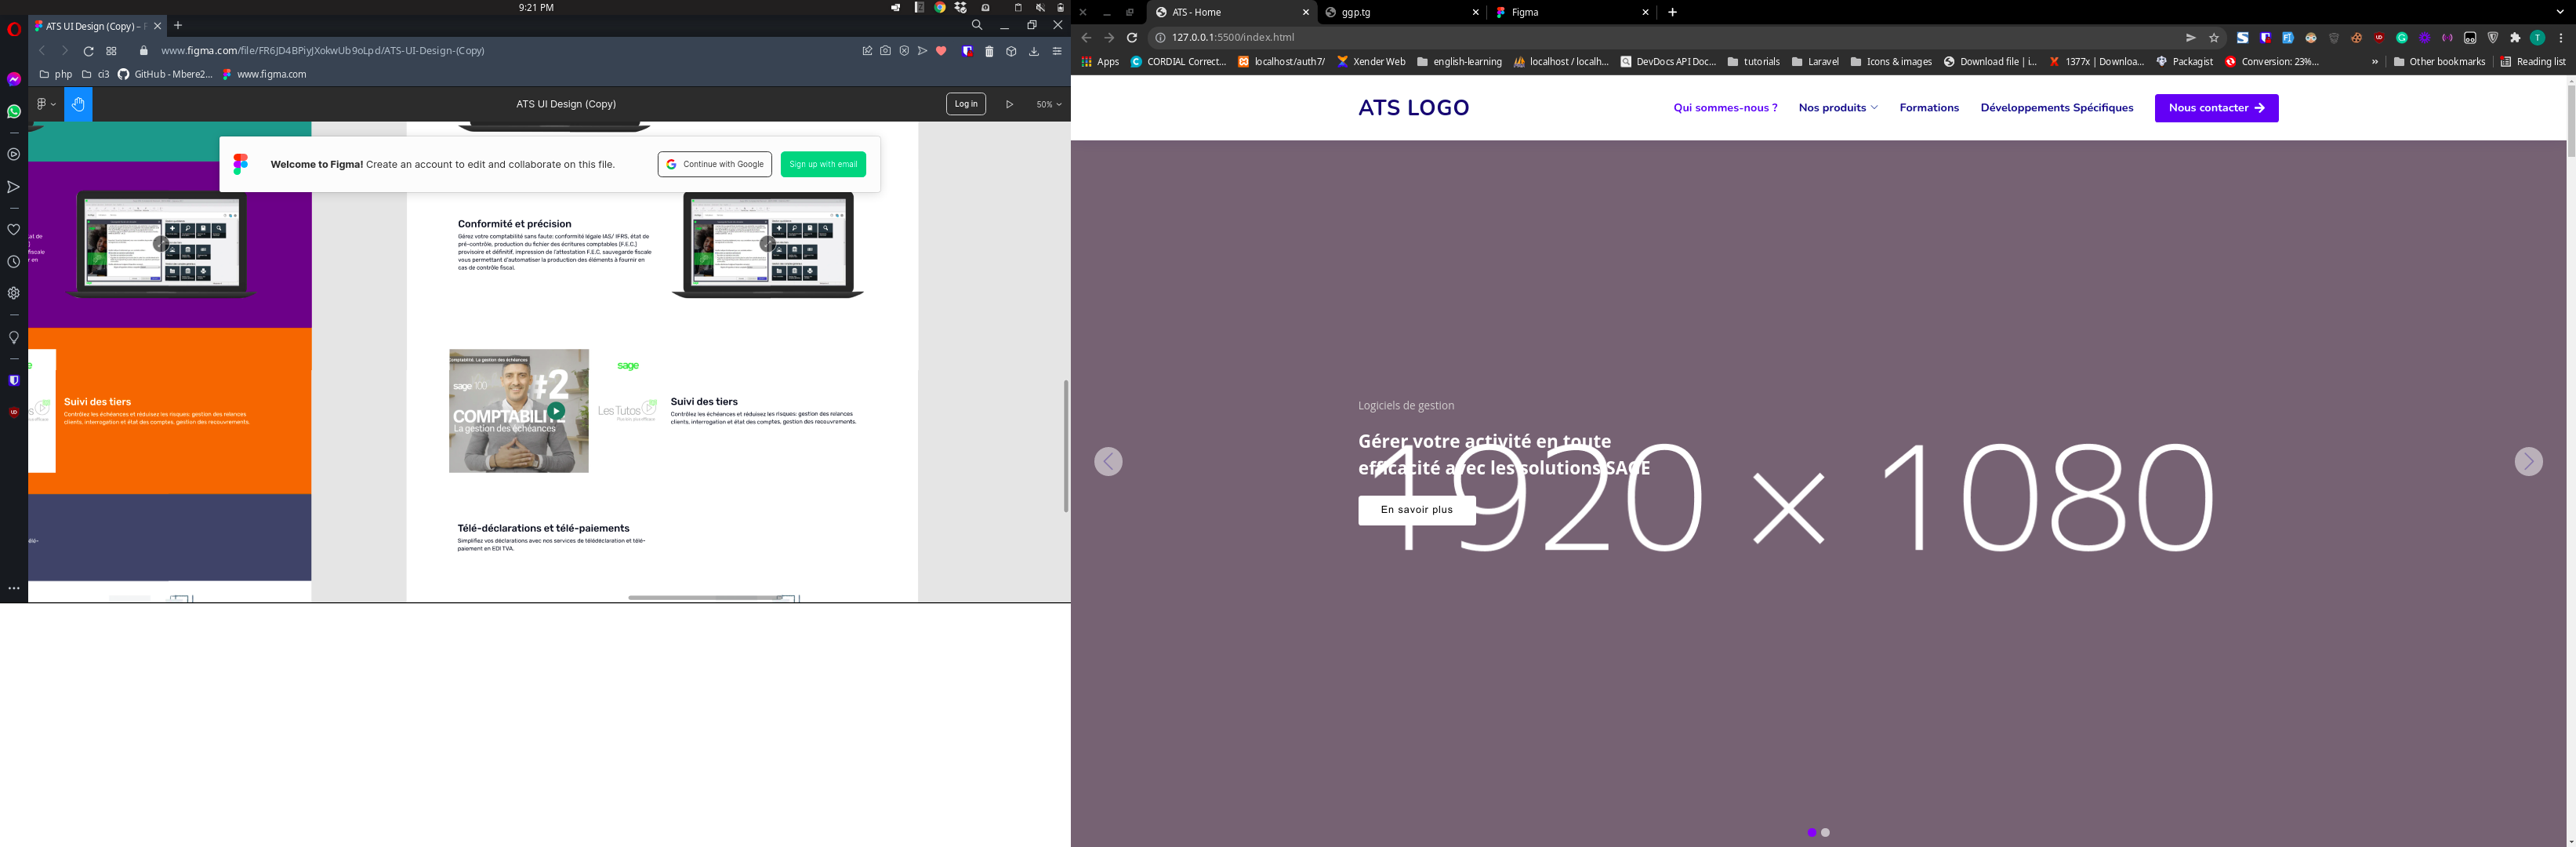 9:21 PM
ATS UI Design (Copy) –
www.figma.com/file/FR6JD4BPiyJXokwUb9oLpd/ATS-UI-Design-(Copy)
php
ci3
GitHub - Mbere2...
www.figma.com
ATS UI Design (Copy)
Log in
50%
Welcome to Figma! Create an account to edit and collaborate on this file.
Continue with Google
Sign up with email
Conformité et précision
Gérez votre comptabilité sans faute: conformité légale IAS/ IFRS, état de
pré-contrôle, production du fichier des écritures comptables [F.E.C.]
provisoire et définitif, impression de l'attestation F.E.C. sauvegarde fiscale
vous permettant d'automatiser la production des éléments à fournir en
cas de contrôle fiscal.
Suivi des tiers
Contrôlez les échéances et réduisez les risques: gestion des relances
clients, interrogation et état des comptes, gestion des recouvrements.
omptabilité. La gestion des échéances
sage 100
#2
COMPTABILITÉ
La gestion des échéances
sage
Les Tutos
Suivi des tiers
Contrôlez les échéances et réduivez les risques: gestion des relances
clients, interrogation et état des comptes, gestion des recouvrements.
Télé-déclarations et télé-paiements
Simplifiez vos déclarations avec nos services de télédéclaration et télé-
paiement en EDI TVA.
ATS - Home
ggp.tg
Figma
127.0.0.1:5500/index.html
Apps
CORDIAL Correct...
localhost/auth7/
Xender Web
english-learning
localhost / localh...
DevDocs API Doc...
tutorials
Laravel
Icons & images
Download file | i...
1377x | Downloa...
Packagist
Conversion: 23%...
Other bookmarks
Reading list
ATS LOGO
Qui sommes-nous ?
Nos produits
Formations
Développements Spécifiques
Nous contacter
Logiciels de gestion
Gérer votre activité en toute
efficacité avec les solutions SAGE
En savoir plus
1920 × 1080